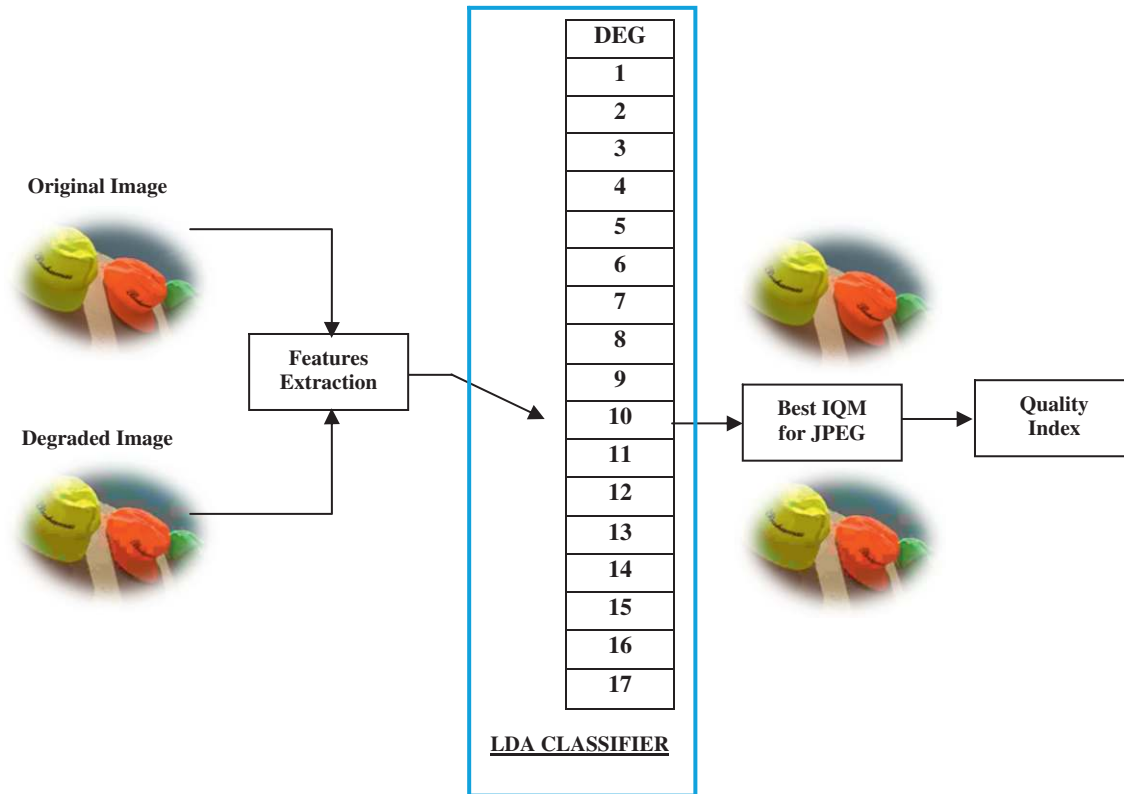 Original Image
Degraded Image
Features
Extraction
DEG
1
2
3
4
5
6
7
8
9
10
11
12
13
14
15
16
17
LDA CLASSIFIER
Best IQM
for JPEG
Quality
Index